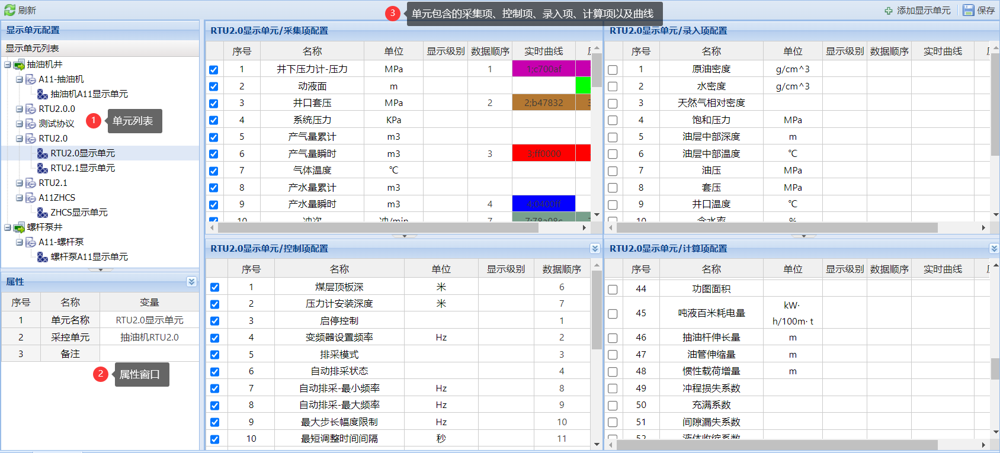 刷新
3
单元包含的采集项、控制项、录入项、计算项以及曲线
添加显示单元
保存
显示单元配置
显示单元列表
抽油机井
A11-抽油机
抽油机A11显示单元
RTU2.0.0
测试协议
1
单元列表
RTU2.0
RTU2.0显示单元
RTU2.1显示单元
RTU2.1
A11ZHCS
ZHCS显示单元
螺杆泵井
A11-螺杆泵
螺杆泵A11显示单元
属性
序号 名称 变量
1 单元名称 RTU2.0显示单元
2 采控单元 抽油机RTU2.0
3 备注
2
属性窗口
RTU2.0显示单元/采集项配置
序号 名称 单位 显示级别 数据顺序 实时曲线
1 井下压力计-压力 MPa 1 1;c700af
2 动液面 m
3 井口套压 MPa 2 2;b47832 3
4 系统压力 KPa
5 产气量累计 m3
6 产气量瞬时 m3 3 3;ff0000
7 气体温度 ℃
8 产水量累计 m3
9 产水量瞬时 m3 4 4;0400ff
10 冲次 冲/min 7 7;78a08c
RTU2.0显示单元/录入项配置
序号 名称 单位 显示级别 数据顺序 实时曲线
1 原油密度 g/cm^3
2 水密度 g/cm^3
3 天然气相对密度
4 饱和压力 MPa
5 油层中部深度 m
6 油层中部温度 ℃
7 油压 MPa
8 套压 MPa
9 井口温度 ℃
10 含水率 %
RTU2.0显示单元/控制项配置
序号 名称 单位 显示级别 数据顺序
1 煤层顶板深 米 6
2 压力计安装深度 米 7
3 启停控制 1
4 变频器设置频率 Hz 2
5 排采模式 3
6 自动排采状态 4
7 自动排采-最小频率 Hz 8
8 自动排采-最大频率 Hz 9
9 最大步长幅度限制 Hz 10
10 最短调整时间间隔 秒 11
RTU2.0显示单元/计算项配置
序号 名称 单位 显示级别 数据顺序 实时曲线
44 功图面积
45 吨液百米耗电量 kW·
h/100m· t
46 抽油杆伸长量 m
47 油管伸缩量 m
48 惯性载荷增量 m
49 冲程损失系数
50 充满系数
51 间隙漏失系数
52 液体收缩系数